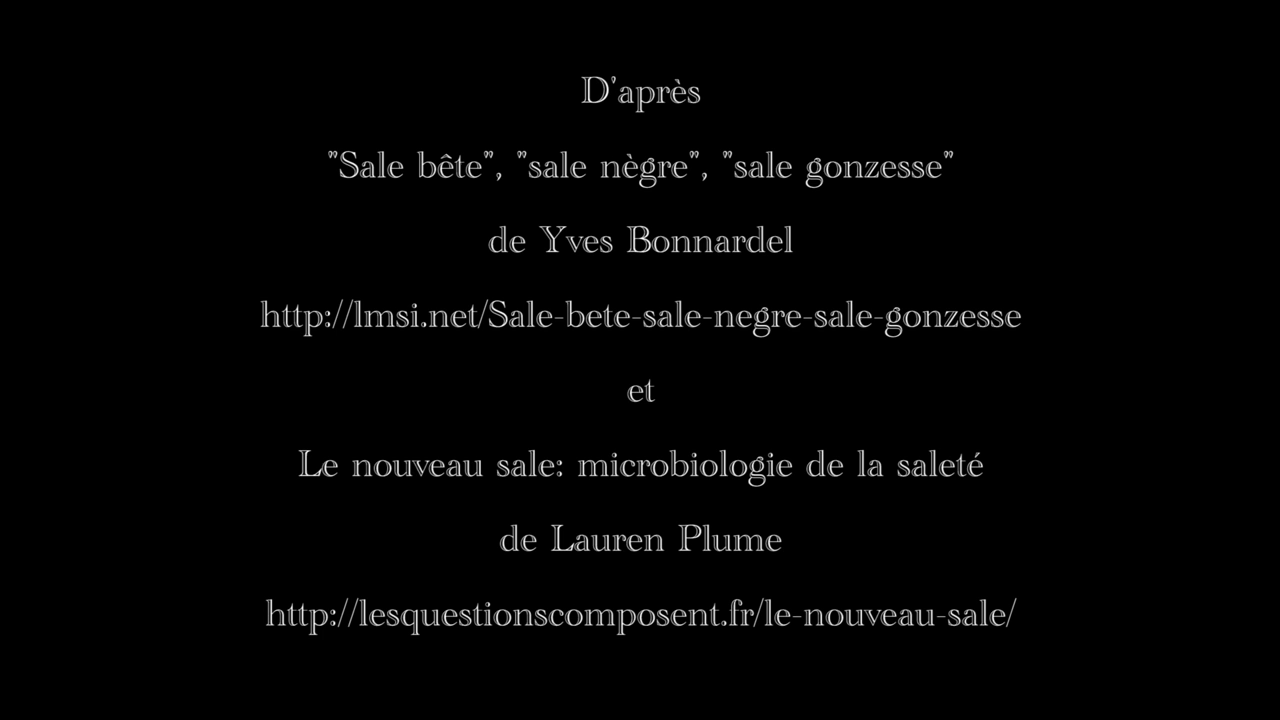 D'après
"Sale bête", "sale nègre", "sale gonzesse"
de Yves Bonnardel
http://lmsi.net/Sale-bete-sale-negre-sale-gonzesse
et
Le nouveau sale: microbiologie de la saleté
de Lauren Plume
http://lesquestionscomposent.fr/le-nouveau-sale/